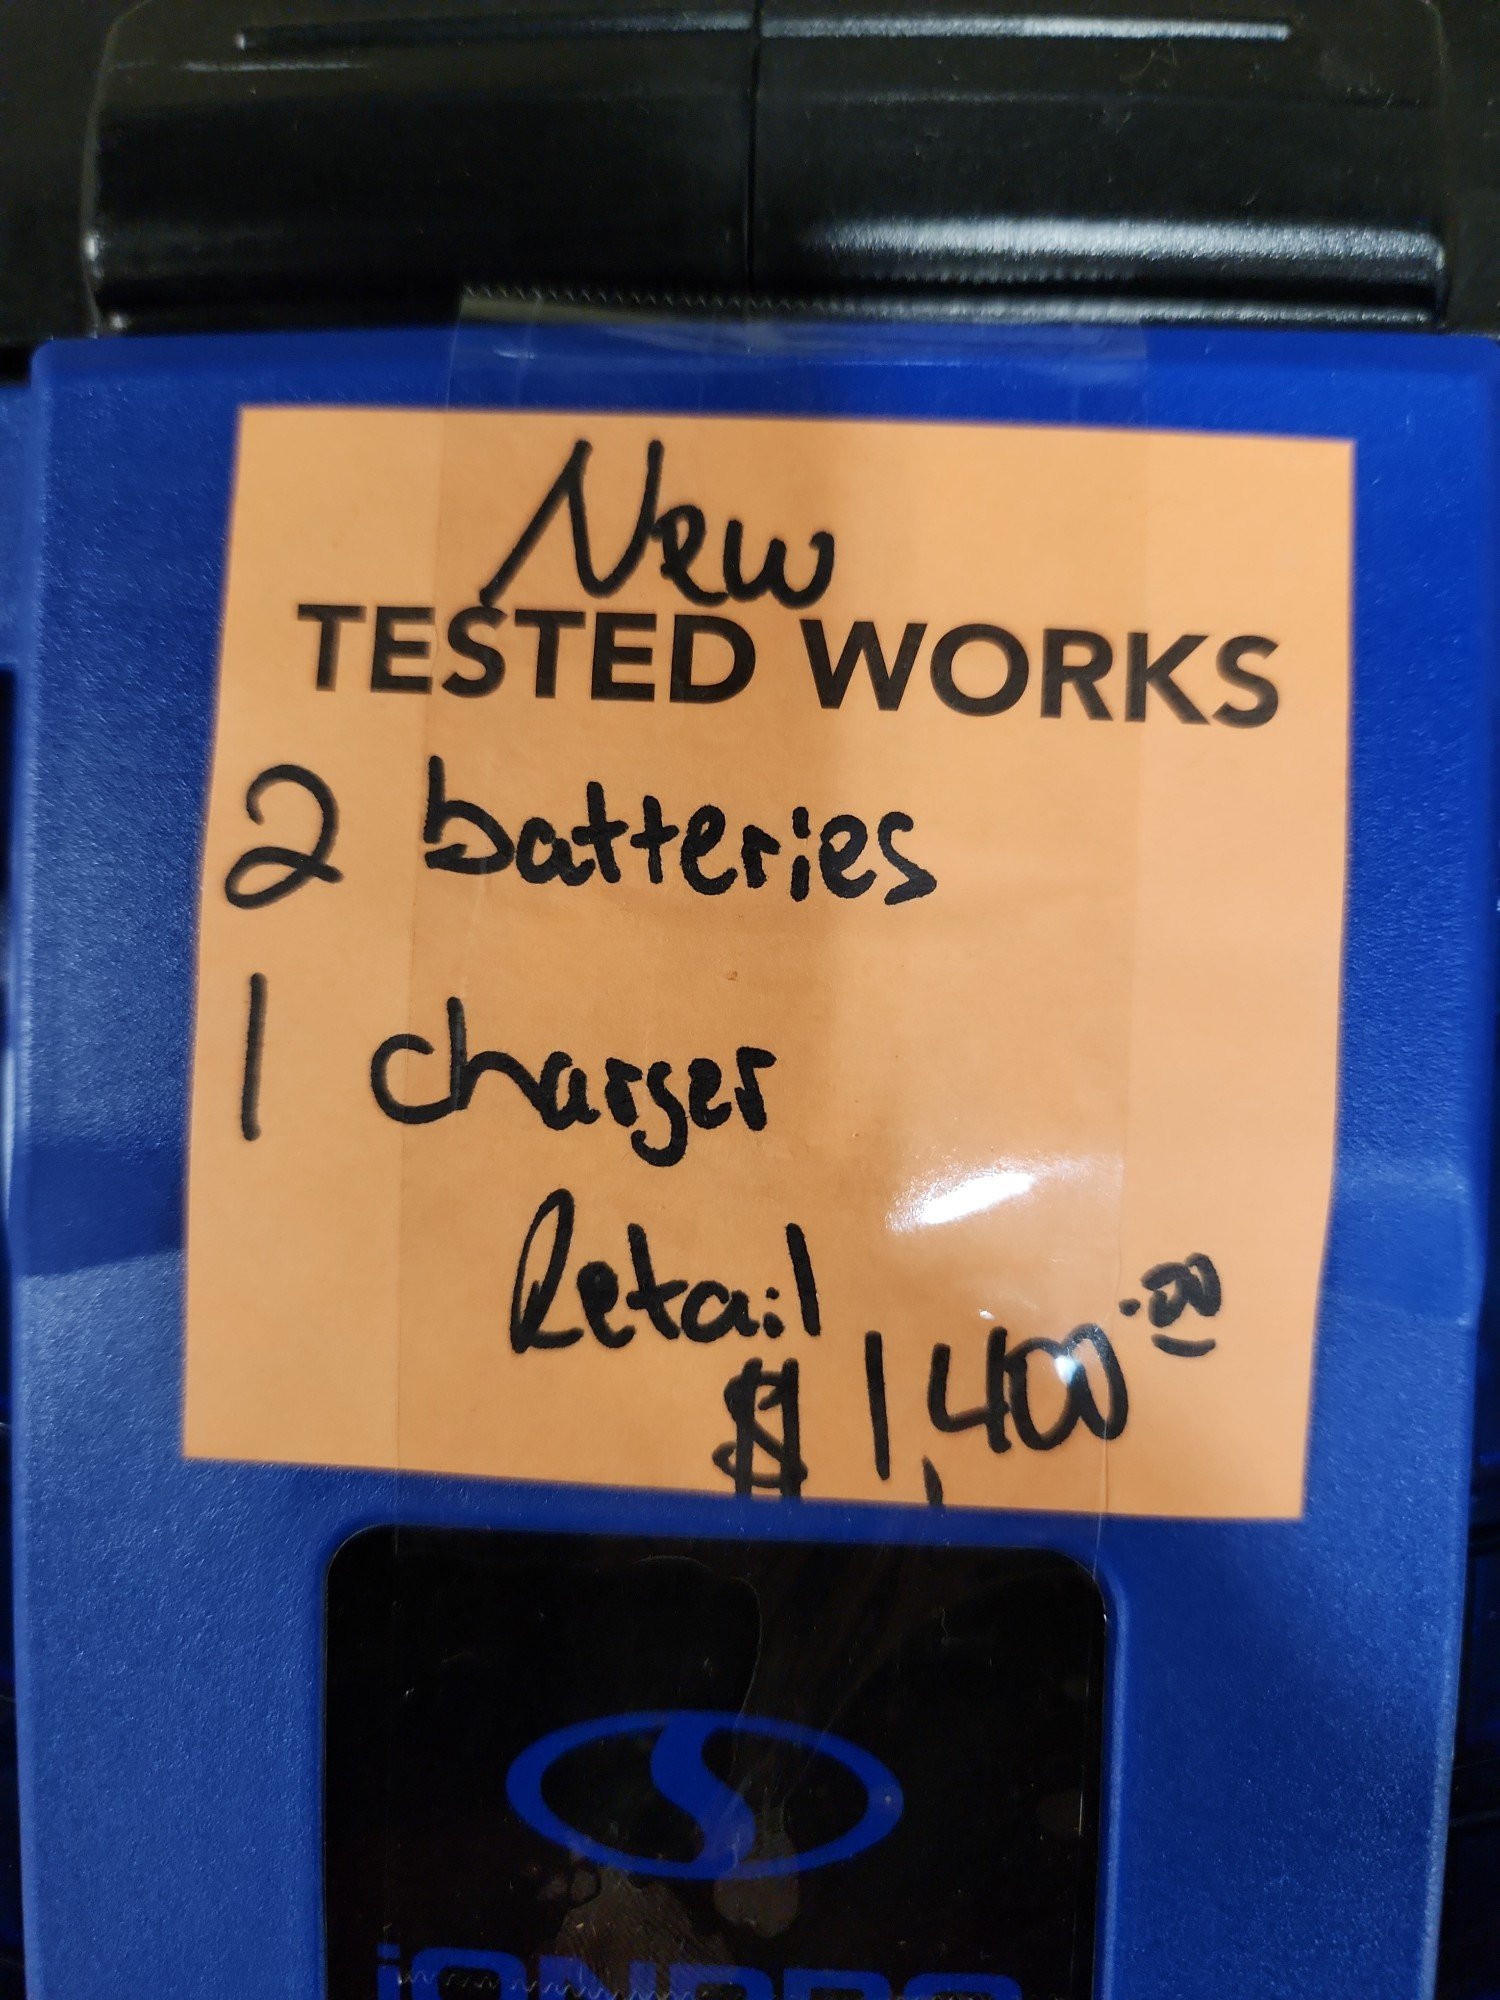 New
TESTED WORKS
2 batteries
1 charger
Retail
$1,400.00